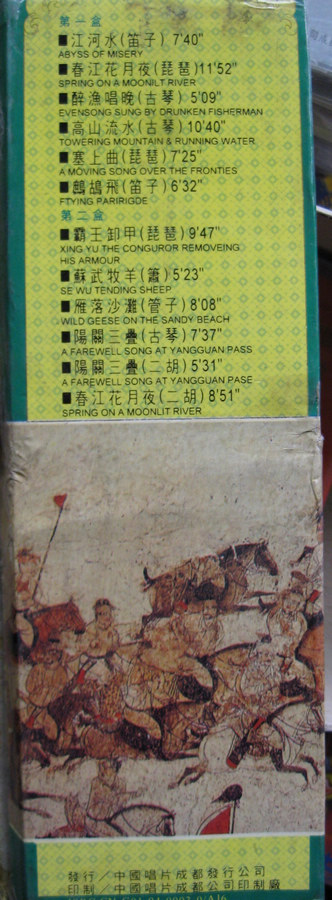 第一盒
■江河水(笛子) 7'40"
ABYSS OF MISERY
■春江花月夜(琵琶)11'52"
SPRING ON A MOONLIT RIVER
■醉漁唱晚(古琴) 5'09"
EVENSONG SUNG BY DRUNKEN FISHERMAN
■高山流水(古琴)10'40"
TOWERING MOUNTAIN & RUNNING WATER
■塞上曲(琵琶)7'25"
A MOVING SONG OVER THE FRONTIES
■鷓鴣飛(笛子)6'32"
FTYING PARIRIGDE
第二盒
■霸王卸甲(琵琶)9'47"
XING YU THE CONGUROR REMOVEING
HIS ARMOUR
■蘇武牧羊(簫)5'23"
SE WU TENDING SHEEP
■雁落沙灘(管子)8'08"
WILD GEESE ON THE SANDY BEACH
■陽關三疊(古琴)7'37"
A FAREWELL SONG AT YANGGUAN PASS
■陽關三疊(二胡)5'31"
A FAREWELL SONG AT YANGGUAN PASE
■春江花月夜(二胡)8'51"
SPRING ON A MOONLIT RIVER
發行／中國唱片成都發行公司
印制／中國唱片成都公司印制廠